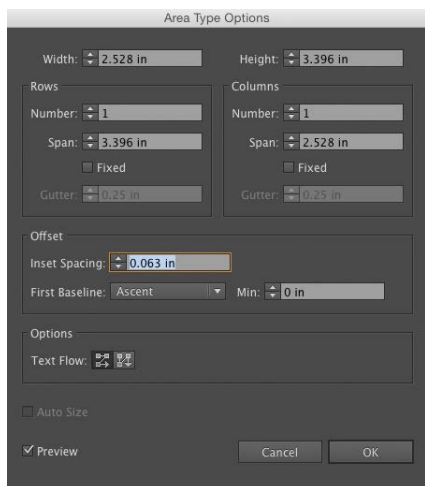 Area Type Options
Width: 2.528 in Height: 3.396 in
Rows Columns
Number: 1 Number: 1
Span: 3.396 in Span: 2.528 in
Fixed Fixed
Gutter: 0.25 in Gutter: 0.25 in
Offset
Inset Spacing: 0.063 in
First Baseline: Ascent Min: 0 in
Options
Text Flow:
Auto Size
Preview Cancel OK